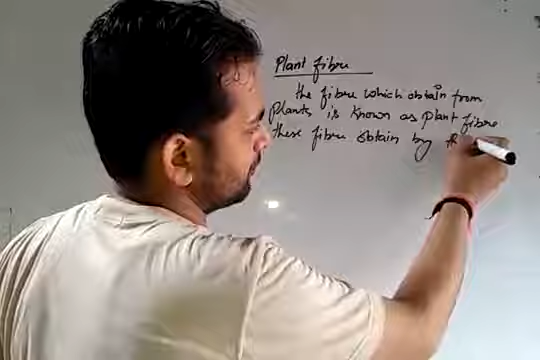 Plant fibre
the fibre which obtain from
plants is known as plant fibre
these fibre obtain by